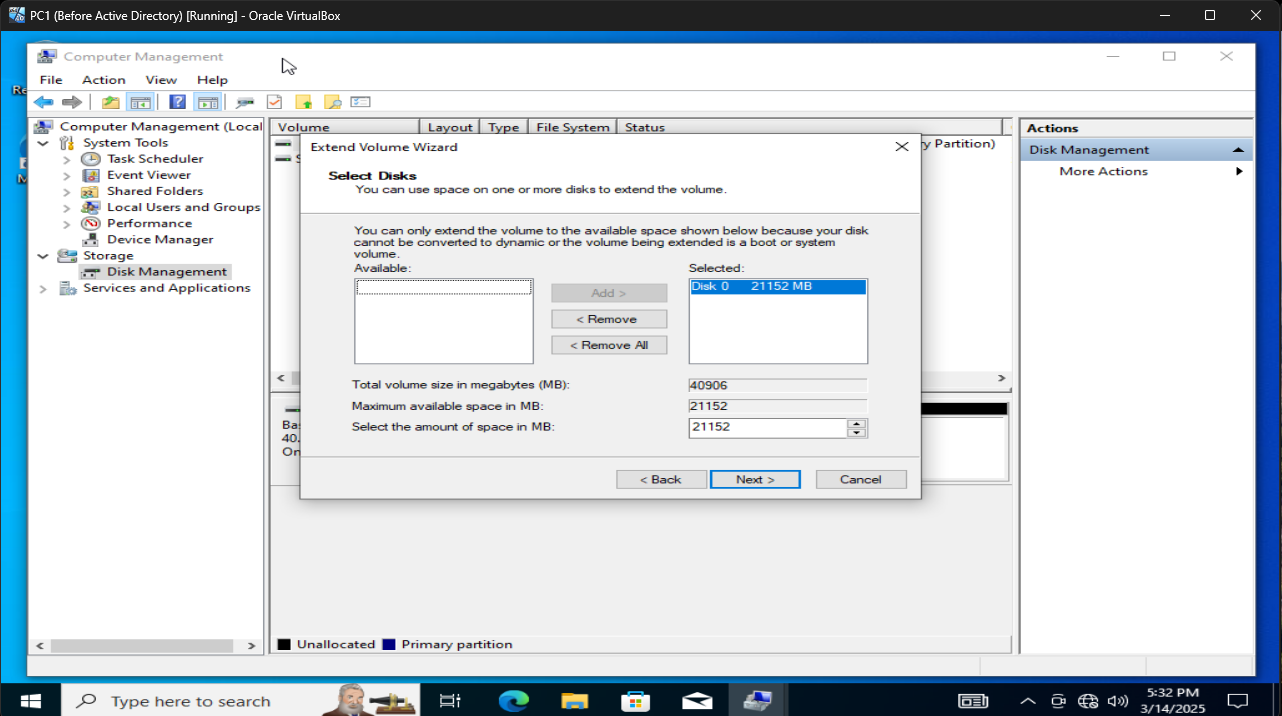 PC1 (Before Active Directory) [Running] - Oracle VirtualBox
Computer Management
File Action View Help
Computer Management (Local
System Tools
Task Scheduler
Event Viewer
Shared Folders
Local Users and Groups
Performance
Device Manager
Storage
Disk Management
Services and Applications
Volume Layout Type File System Status
y Partition)
Extend Volume Wizard
Select Disks
You can use space on one or more disks to extend the volume.
You can only extend the volume to the available space shown below because your disk
cannot be converted to dynamic or the volume being extended is a boot or system
volume.
Available:
Selected:
Add >
< Remove
< Remove All
Disk 0 21152 MB
Total volume size in megabytes (MB): 40906
Maximum available space in MB: 21152
Select the amount of space in MB: 21152
< Back Next > Cancel
Ba
40.
On
Unallocated Primary partition
Actions
Disk Management
More Actions
Type here to search
5:32 PM
3/14/2025